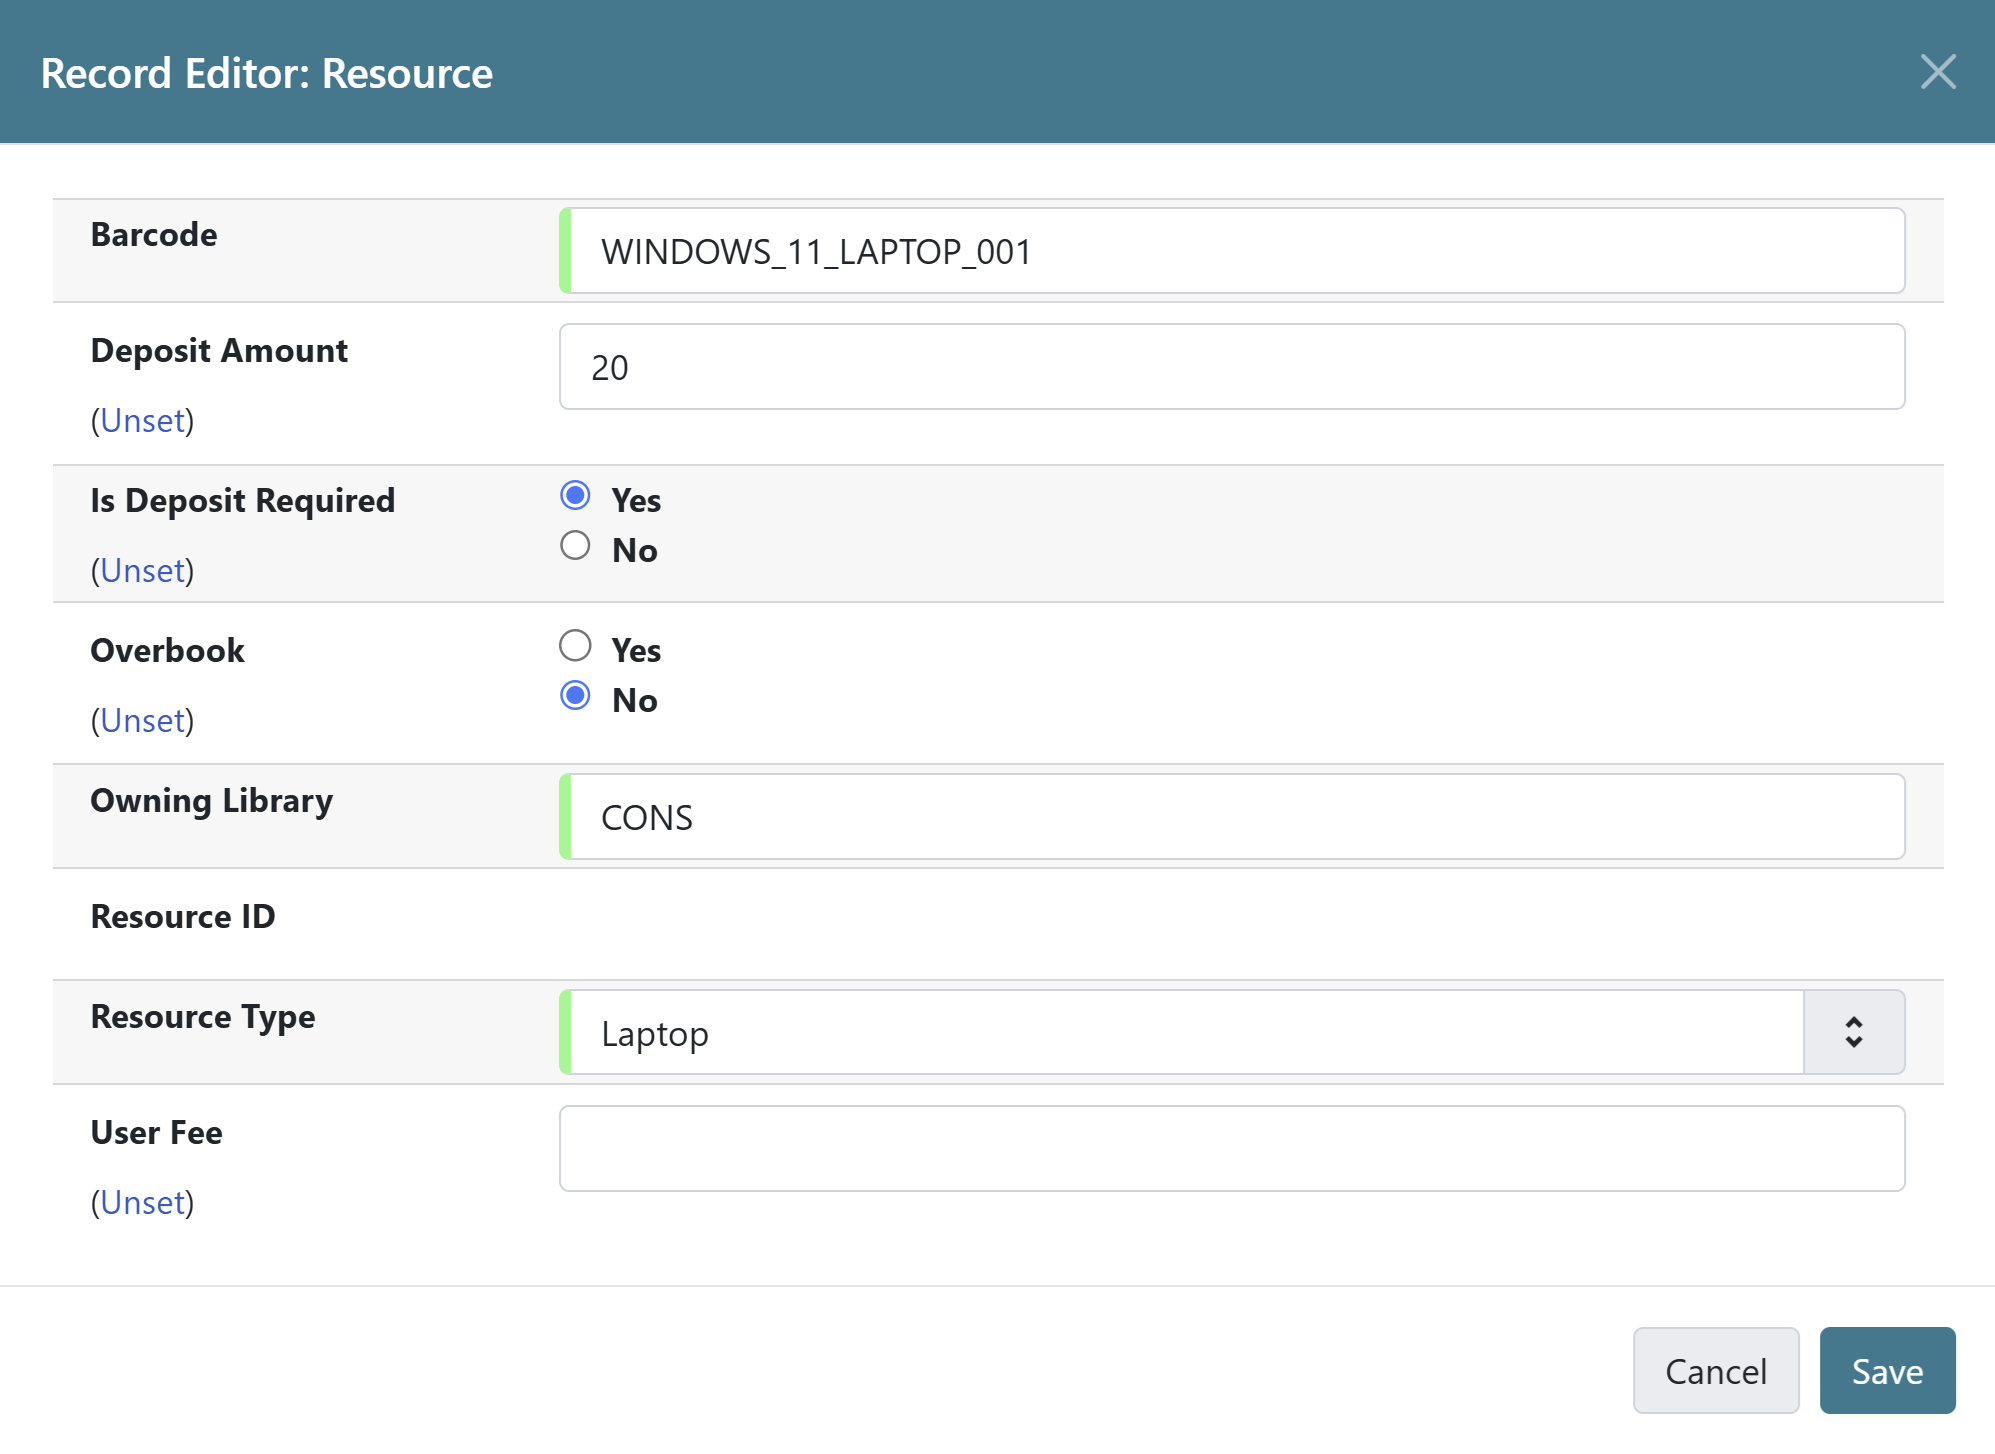 Record Editor: Resource
Barcode
WINDOWS_11_LAPTOP_001
Deposit Amount
20
(Unset)
Is Deposit Required
Yes
No
(Unset)
Overbook
Yes
No
(Unset)
Owning Library
CONS
Resource ID
Resource Type
Laptop
User Fee
(Unset)
Cancel
Save